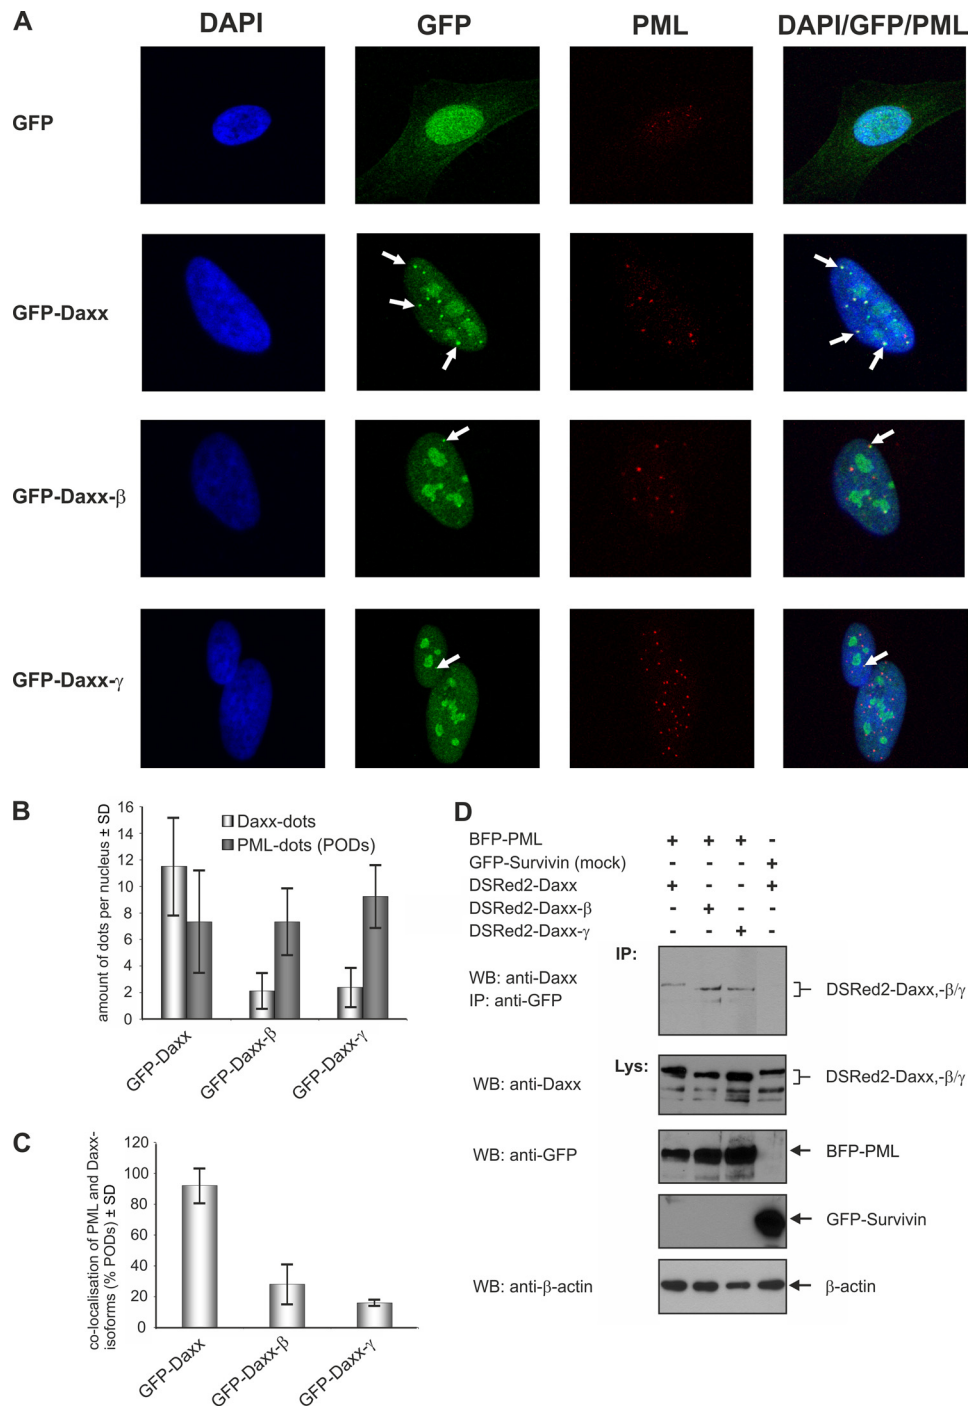 A
DAPI GFP PML DAPI/GFP/PML
GFP
GFP-Daxx
GFP-Daxx-β
GFP-Daxx-γ
B
amount of dots per nucleus ± SD
16
14
12
10
8
6
4
2
0
Daxx-dots
PML-dots (PODs)
GFP-Daxx
GFP-Daxx-β
GFP-Daxx-γ
C
co-localisation of PML and Daxx-
isoforms (% PODs) ± SD
120
100
80
60
40
20
0
GFP-Daxx
GFP-Daxx-β
GFP-Daxx-γ
D
BFP-PML + + + -
GFP-Survivin (mock) - - - +
DSRed2-Daxx + - - +
DSRed2-Daxx-β - + - -
DSRed2-Daxx-γ - - + -
IP:
WB: anti-Daxx
IP: anti-GFP
DSRed2-Daxx,-β/γ
Lys:
WB: anti-Daxx
DSRed2-Daxx,-β/γ
WB: anti-GFP
BFP-PML
GFP-Survivin
WB: anti-β-actin
β-actin